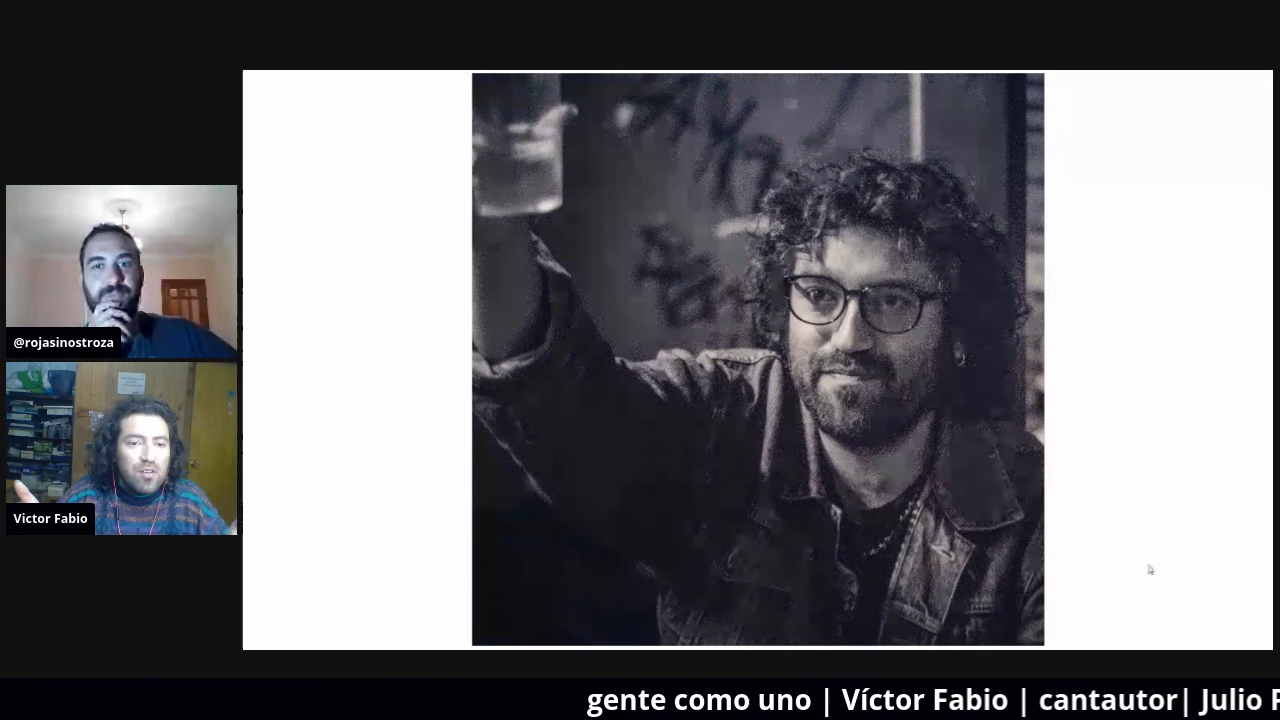 @rojasinostroza
Victor Fabio
gente como uno | Víctor Fabio | cantautor| Julio